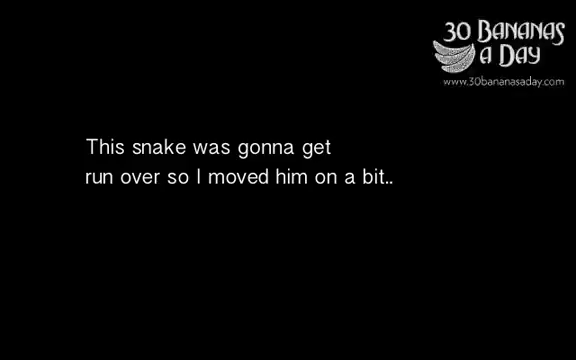 30 BANANAS
A DAY
www.30bananasaday.com
This snake was gonna get
run over so I moved him on a bit..